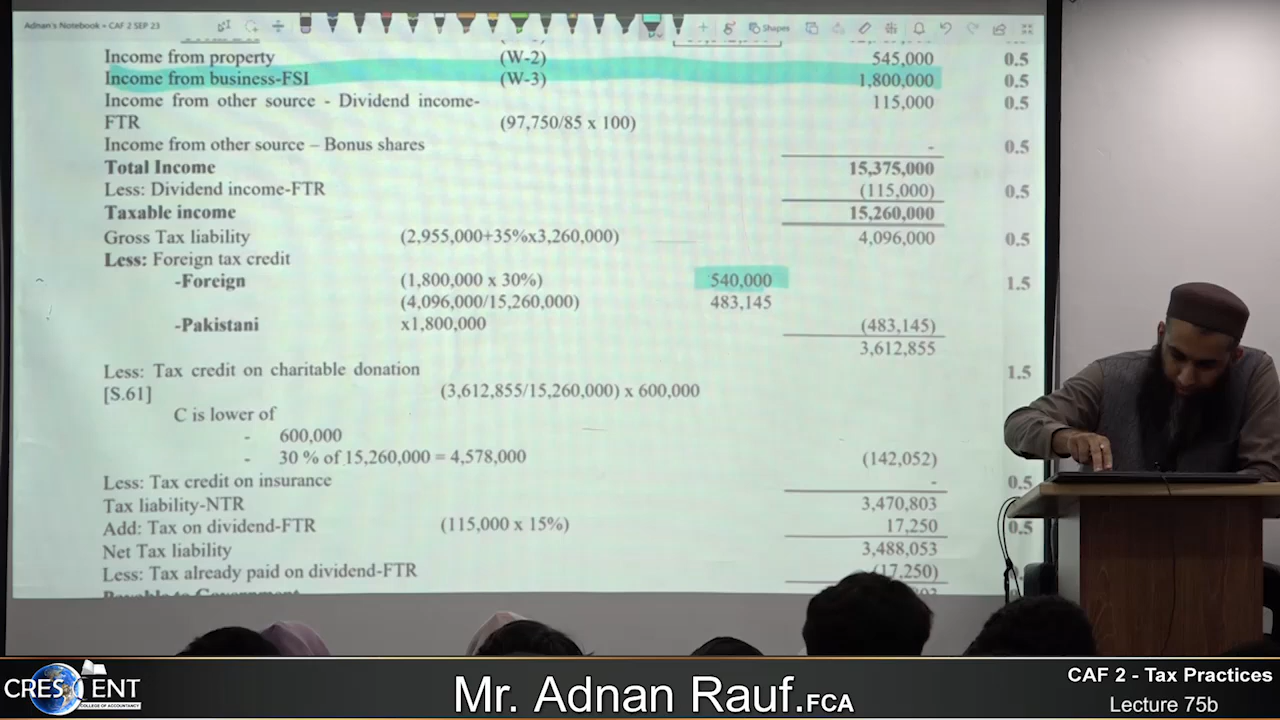 Adnan's Notebook • CAF 2 SEP 23
Shapes
Income from property (W-2) 545,000 0.5
Income from business-FSI (W-3) 1,800,000 0.5
Income from other source - Dividend income- 115,000 0.5
FTR (97,750/85 x 100)
Income from other source – Bonus shares - 0.5
Total Income 15,375,000
Less: Dividend income-FTR (115,000) 0.5
Taxable income 15,260,000
Gross Tax liability (2,955,000+35%x3,260,000) 4,096,000 0.5
Less: Foreign tax credit
-Foreign (1,800,000 x 30%) 540,000 1.5
(4,096,000/15,260,000) 483,145
-Pakistani x1,800,000 (483,145)
3,612,855
Less: Tax credit on charitable donation 1.5
[S.61] (3,612,855/15,260,000) x 600,000
C is lower of
- 600,000
- 30 % of 15,260,000 = 4,578,000 (142,052)
Less: Tax credit on insurance - 0.5
Tax liability-NTR 3,470,803
Add: Tax on dividend-FTR (115,000 x 15%) 17,250 0.5
Net Tax liability 3,488,053
Less: Tax already paid on dividend-FTR (17,250)
CRESCENT
COLLEGE OF ACCOUNTANCY
Mr. Adnan Rauf.FCA
CAF 2 - Tax Practices
Lecture 75b